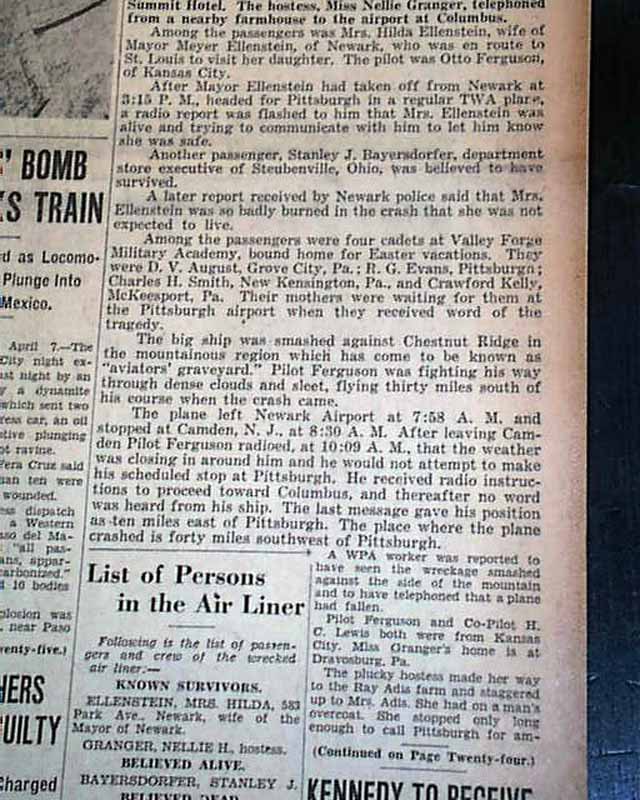 Summit Hotel. The hostess, Miss Nellie Granger, telephoned
from a nearby farmhouse to the airport at Columbus.
Among the passengers was Mrs. Hilda Ellenstein, wife of
Mayor Meyer Ellenstein, of Newark, who was en route to
St. Louis to visit her daughter. The pilot was Otto Ferguson,
of Kansas City.
After Mayor Ellenstein had taken off from Newark at
3:15 P. M., headed for Pittsburgh in a regular TWA plane,
a radio report was flashed to him that Mrs. Ellenstein was
alive and trying to communicate with him to let him know
she was safe.
Another passenger, Stanley J. Bayersdorfer, department
store executive of Steubenville, Ohio, was believed to have
survived.
A later report received by Newark police said that Mrs.
Ellenstein was so badly burned in the crash that she was not
expected to live.
Among the passengers were four cadets at Valley Forge
Military Academy, bound home for Easter vacations. They
were D. V. August, Grove City, Pa.; R. G. Evans, Pittsburgh;
Charles H. Smith, New Kensington, Pa., and Crawford Kelly,
McKeesport, Pa. Their mothers were waiting for them at
the Pittsburgh airport when they received word of the
tragedy.
The big ship was smashed against Chestnut Ridge in
the mountainous region which has come to be known as
"aviators' graveyard." Pilot Ferguson was fighting his way
through dense clouds and sleet, flying thirty miles south of
his course when the crash came.
The plane left Newark Airport at 7:58 A. M. and
stopped at Camden, N. J., at 8:30 A. M. After leaving Cam-
den Pilot Ferguson radioed, at 10:09 A. M., that the weather
was closing in around him and he would not attempt to make
his scheduled stop at Pittsburgh. He received radio instruc-
tions to proceed toward Columbus, and thereafter no word
was heard from his ship. The last message gave his position
as ten miles east of Pittsburgh. The place where the plane
crashed is forty miles southwest of Pittsburgh.
List of Persons
in the Air Liner
Following is the list of passen-
gers and crew of the wrecked
air liner:—
KNOWN SURVIVORS.
ELLENSTEIN, MRS. HILDA, 583
Park Ave., Newark, wife of the
Mayor of Newark.
GRANGER, NELLIE H., hostess.
BELIEVED ALIVE.
BAYERSDORFER, STANLEY J.
BELIEVED DEAD.
A WPA worker was reported to
have seen the wreckage smashed
against the side of the mountain
and to have telephoned that a plane
had fallen.
Pilot Ferguson and Co-Pilot H.
C. Lewis both were from Kansas
City. Miss Granger's home is at
Dravosburg, Pa.
The plucky hostess made her way
to the Ray Adis farm and staggered
up to Mrs. Adis. She had on a man's
overcoat. She stopped only long
enough to call Pittsburgh for am-
(Continued on Page Twenty-four.)
KENNEDY TO RECEIVE
' BOMB
S TRAIN
d as Locomo-
Plunge Into
Mexico.
April 7.—The
City night ex-
st night by an
y a dynamite
which sent two
ress car, an oil
tive plunging
ot ravine.
Vera Cruz said
an ten were
wounded.
ess dispatch
a Western
so del Ma-
"all pas-
ans, appar-
carbonized."
d 16 bodies
plosion was
near Paso
wenty-five.)
HERS
UILTY
Charged